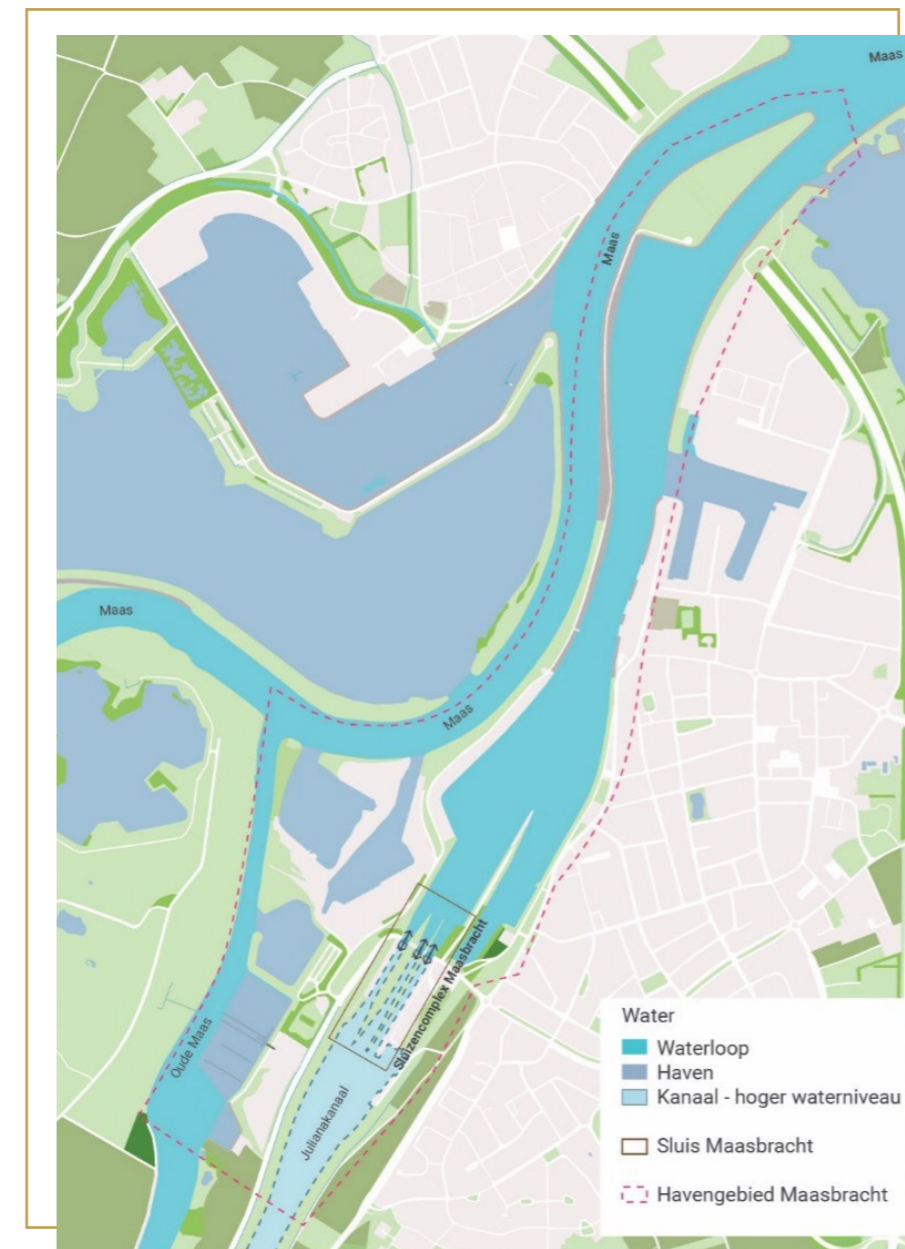 Maas
Maas
Maas
Maas
Sluizencomplex Maasbracht
Oude Maas
Julianakanaal
Water
Waterloop
Haven
Kanaal - hoger waterniveau
Sluis Maasbracht
Havengebied Maasbracht